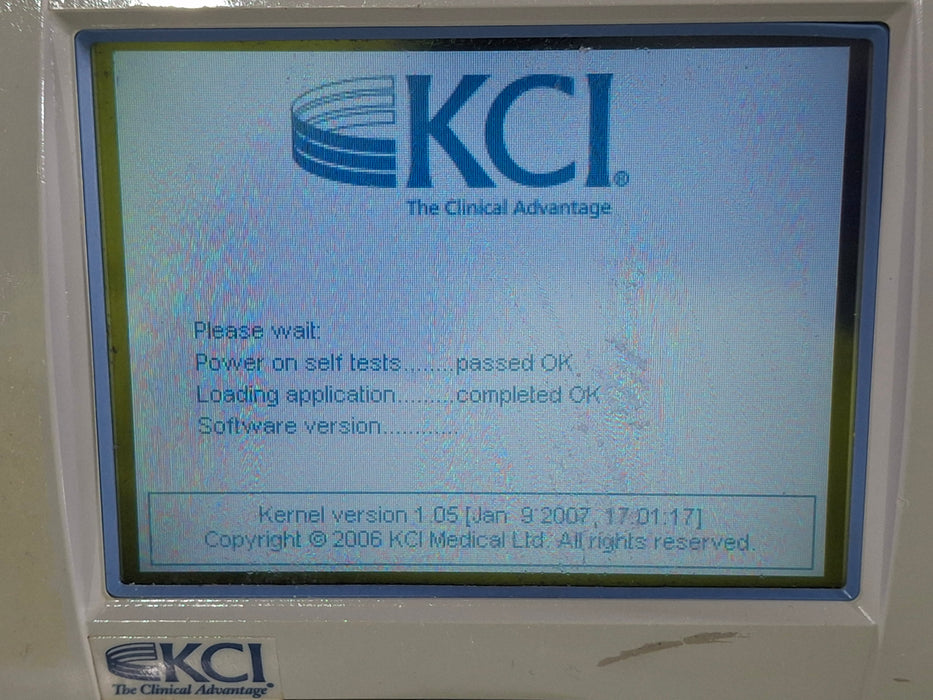 KCI®
The Clinical Advantage
Please wait:
Power on self tests........passed OK
Loading application.........completed OK
Software version............
Kernel version 1.05 [Jan 9 2007, 17:01:17]
Copyright © 2006 KCI Medical Ltd. All rights reserved.
KCI
The Clinical Advantage®